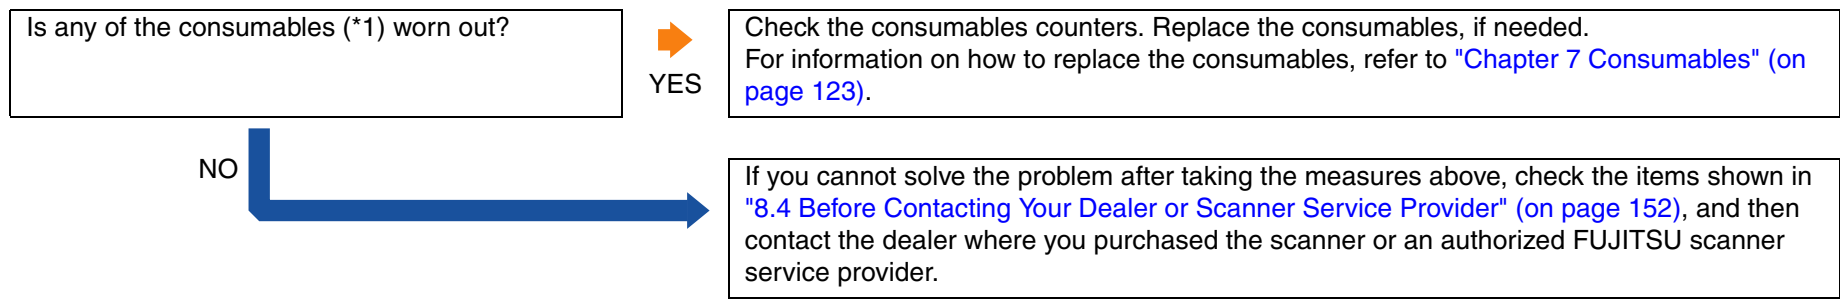 Is any of the consumables (*1) worn out?
YES
Check the consumables counters. Replace the consumables, if needed.
For information on how to replace the consumables, refer to "Chapter 7 Consumables" (on
page 123).
NO
If you cannot solve the problem after taking the measures above, check the items shown in
"8.4 Before Contacting Your Dealer or Scanner Service Provider" (on page 152), and then
contact the dealer where you purchased the scanner or an authorized FUJITSU scanner
service provider.